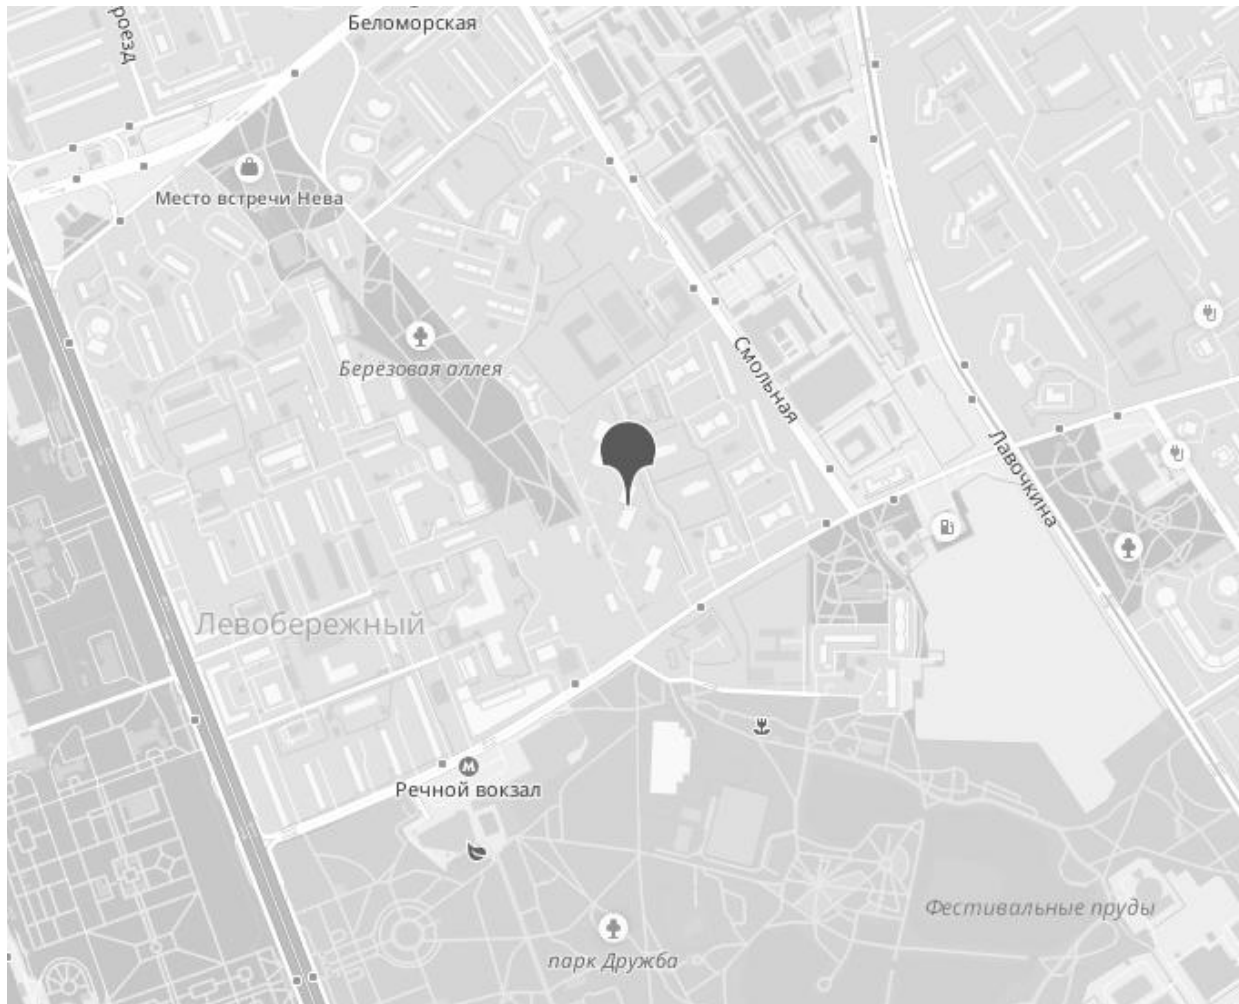 роезд
Беломорская
Место встречи Нева
Берёзовая аллея
Смольная
Лавочкина
Левобережный
М
Речной вокзал
Фестивальные пруды
парк Дружба